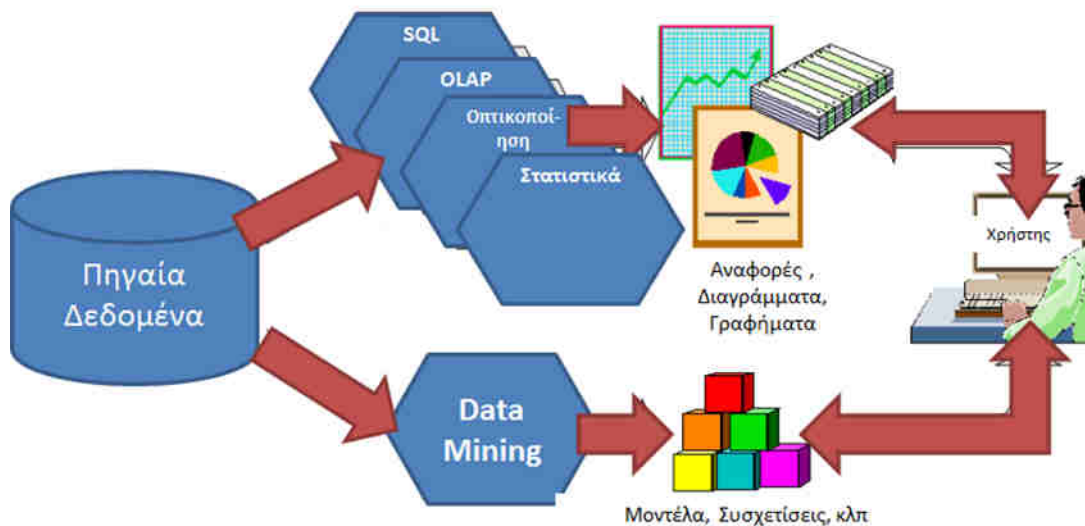 SQL
OLAP
Οπτικοποί-
ηση
Στατιστικά
Πηγαία
Δεδομένα
Αναφορές ,
Διαγράμματα,
Γραφήματα
Χρήστης
Data
Mining
Μοντέλα, Συσχετίσεις, κλπ